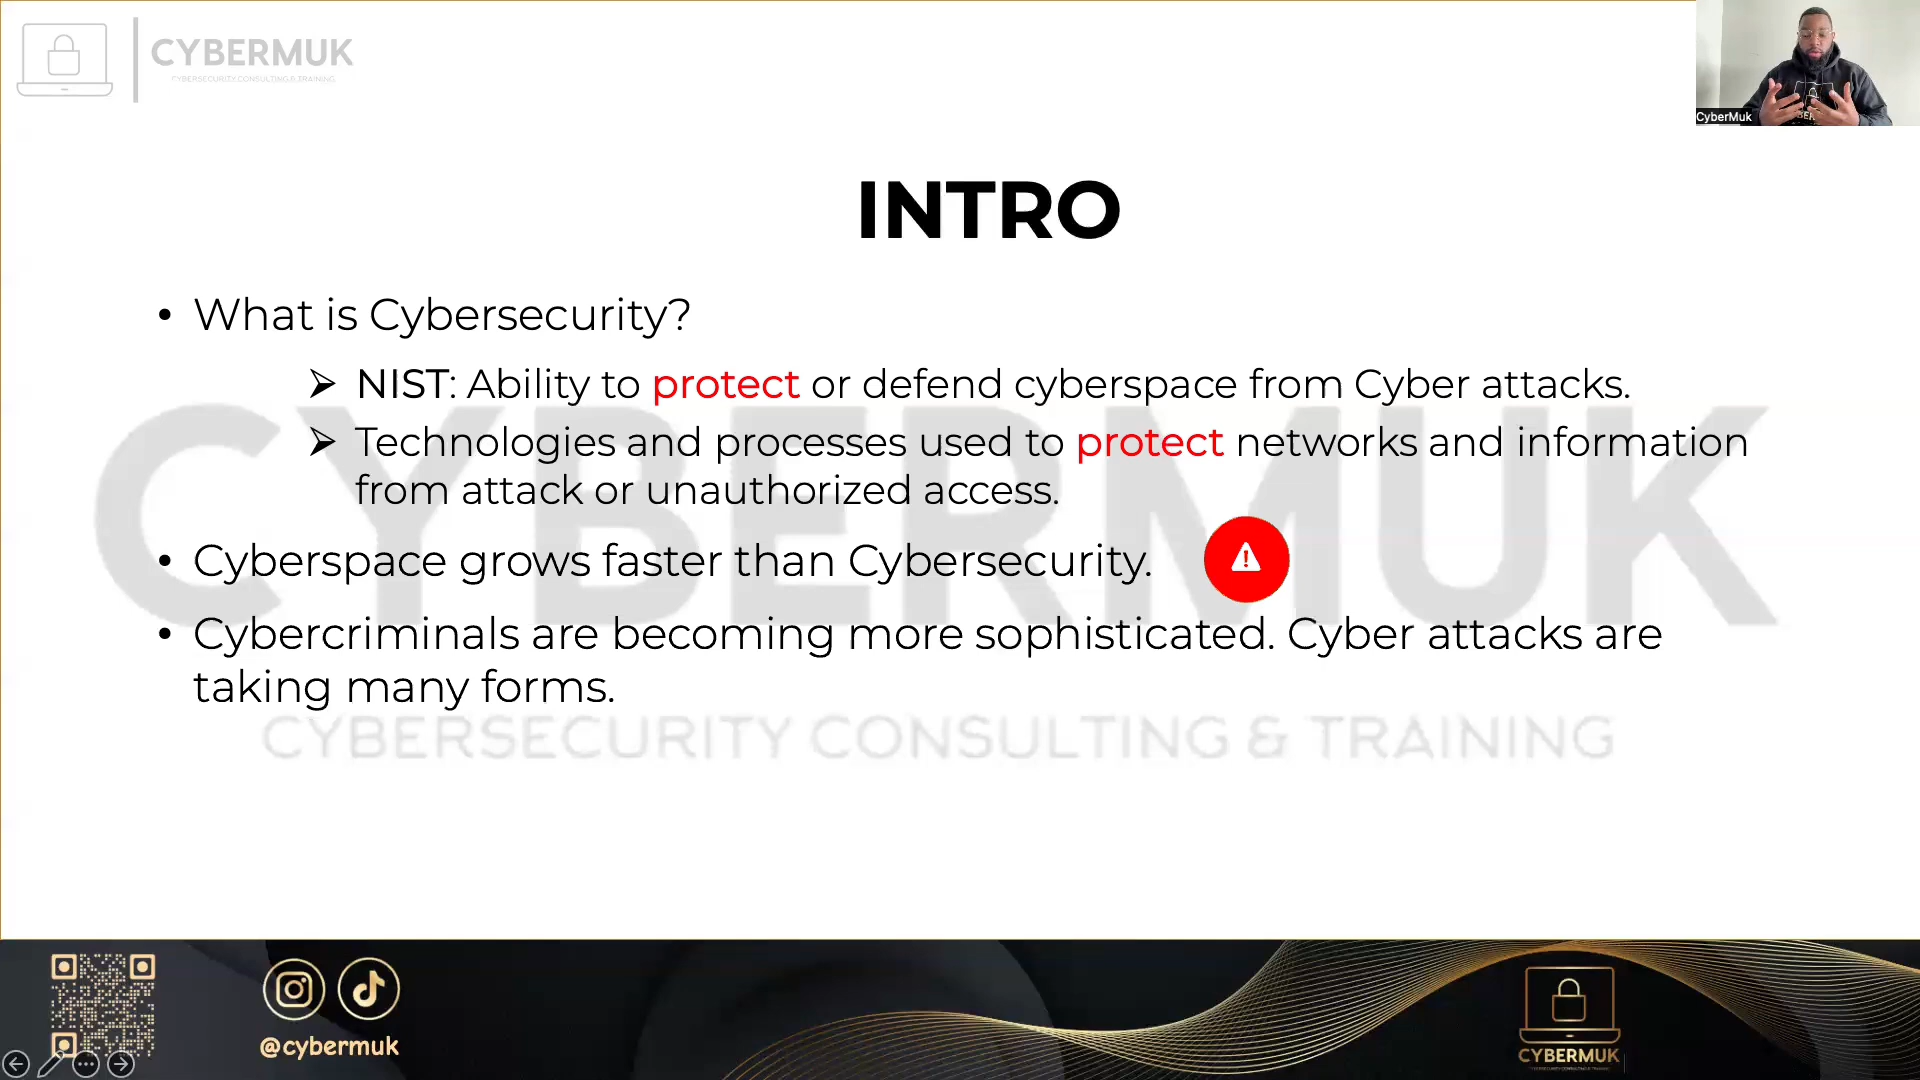 CYBERMUK
CYBERSECURITY CONSULTING & TRAINING
CyberMuk
INTRO
• What is Cybersecurity?
➢ NIST: Ability to protect or defend cyberspace from Cyber attacks.
➢ Technologies and processes used to protect networks and information
from attack or unauthorized access.
• Cyberspace grows faster than Cybersecurity.
• Cybercriminals are becoming more sophisticated. Cyber attacks are
taking many forms.
CYBERMUK
CYBERSECURITY CONSULTING & TRAINING
@cybermuk
CYBERMUK